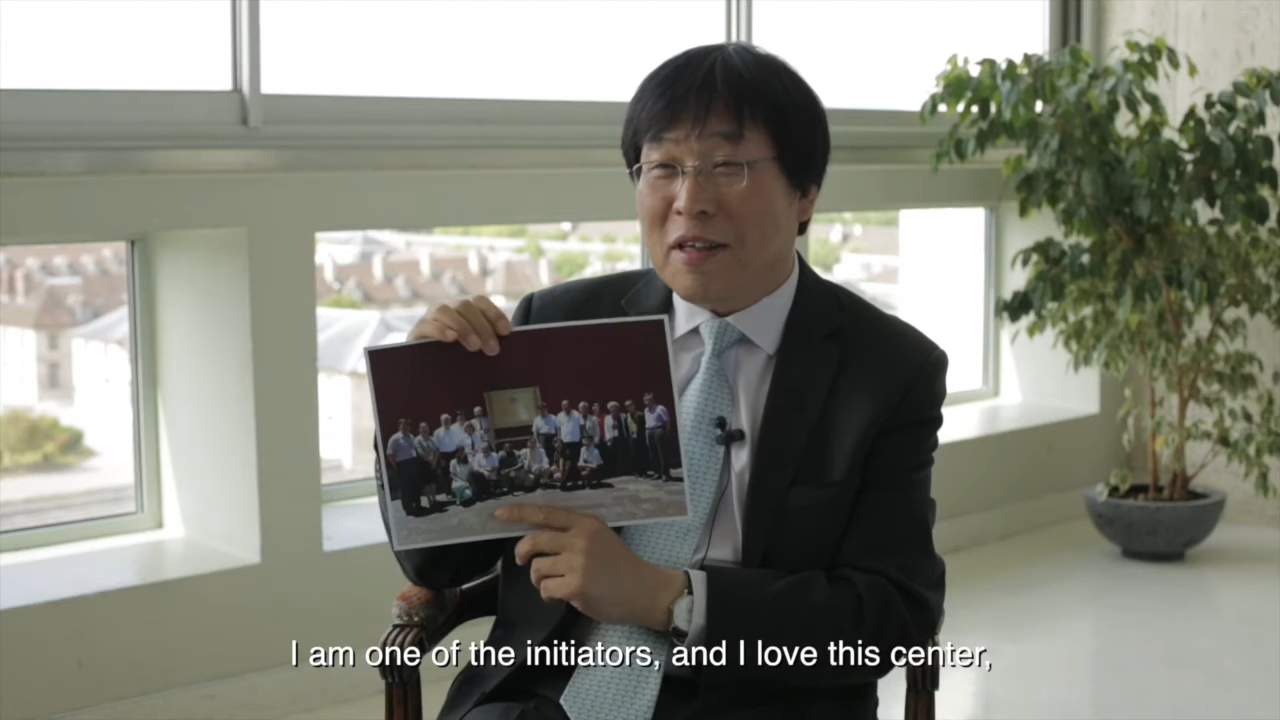 I am one of the initiators, and I love this center,